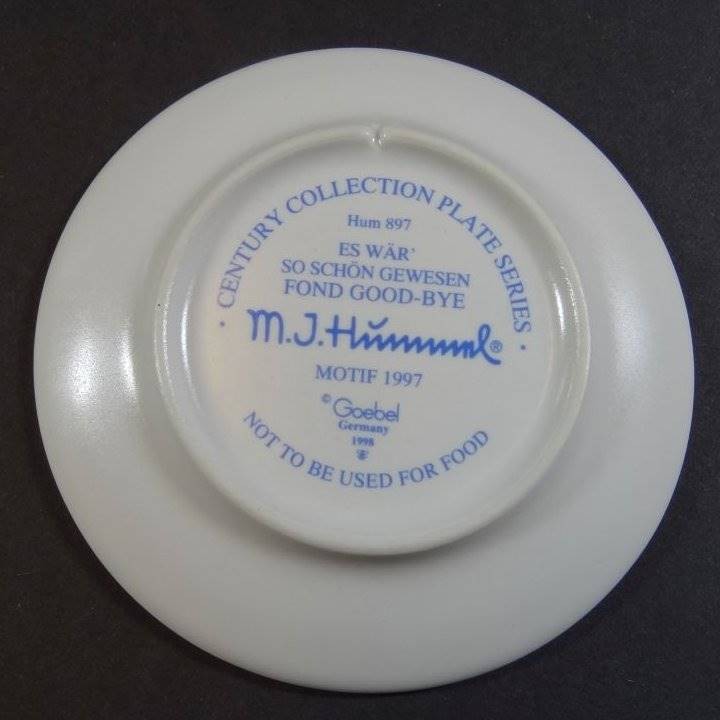 · CENTURY COLLECTION PLATE SERIES ·
Hum 897
ES WÄR'
SO SCHÖN GEWESEN
FOND GOOD-BYE
M.J.Hummel®
MOTIF 1997
© Goebel
Germany
1998
NOT TO BE USED FOR FOOD